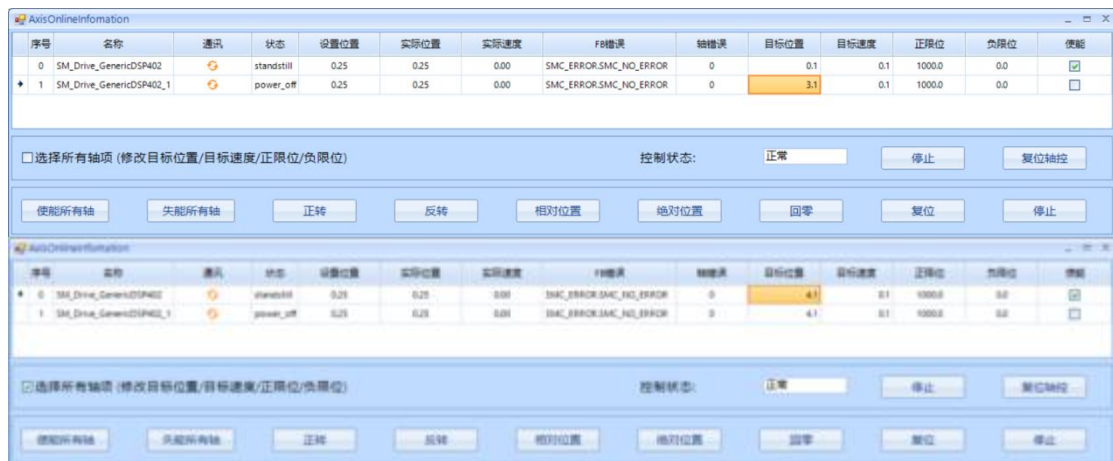 AxisOnlineInfomation
序号 名称 通讯 状态 设置位置 实际位置 实际速度 FB错误 轴错误 目标位置 目标速度 正限位 负限位 使能
0 SM_Drive_GenericDSP402 standstill 0.25 0.25 0.00 SMC_ERROR.SMC_NO_ERROR 0 0.1 0.1 1000.0 0.0
1 SM_Drive_GenericDSP402_1 power_off 0.25 0.25 0.00 SMC_ERROR.SMC_NO_ERROR 0 3.1 0.1 1000.0 0.0
选择所有轴项 (修改目标位置/目标速度/正限位/负限位) 控制状态: 正常 停止 复位轴控
使能所有轴 失能所有轴 正转 反转 相对位置 绝对位置 回零 复位 停止
AxisOnlineInfomation
序号 名称 通讯 状态 设置位置 实际位置 实际速度 FB错误 轴错误 目标位置 目标速度 正限位 负限位 使能
0 SM_Drive_GenericDSP402 standstill 0.25 0.25 0.00 SMC_ERROR.SMC_NO_ERROR 0 4.1 0.1 1000.0 0.0
1 SM_Drive_GenericDSP402_1 power_off 0.25 0.25 0.00 SMC_ERROR.SMC_NO_ERROR 0 4.1 0.1 1000.0 0.0
选择所有轴项 (修改目标位置/目标速度/正限位/负限位) 控制状态: 正常 停止 复位轴控
使能所有轴 失能所有轴 正转 反转 相对位置 绝对位置 回零 复位 停止